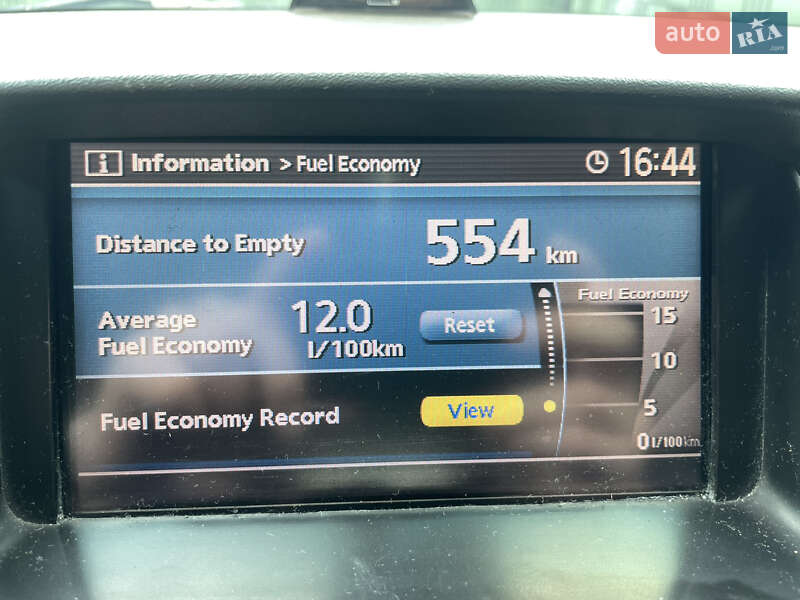 auto RIA
.com
i Information > Fuel Economy 16:44
Distance to Empty 554 km
Average Fuel Economy 12.0 l/100km Reset
Fuel Economy Record View
Fuel Economy
15
10
5
0 l/100km